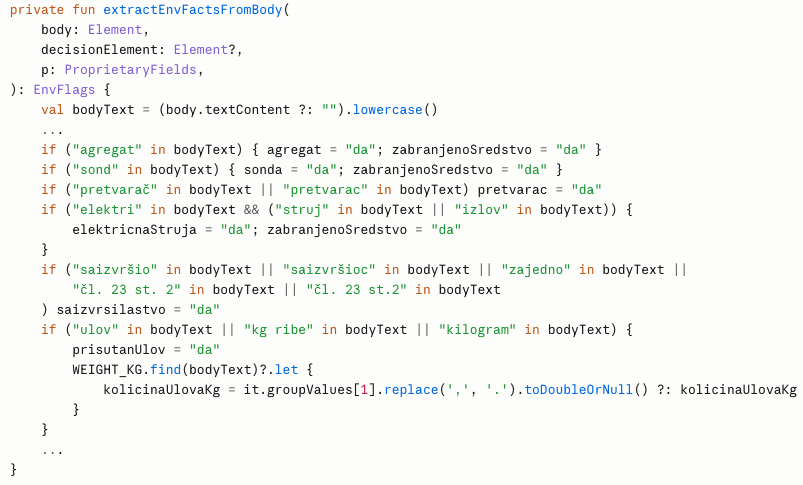 private fun extractEnvFactsFromBody(
    body: Element,
    decisionElement: Element?,
    p: ProprietaryFields,
): EnvFlags {
    val bodyText = (body.textContent ?: "").lowercase()
    ...
    if ("agregat" in bodyText) { agregat = "da"; zabranjenoSredstvo = "da" }
    if ("sond" in bodyText) { sonda = "da"; zabranjenoSredstvo = "da" }
    if ("pretvarač" in bodyText || "pretvarac" in bodyText) pretvarac = "da"
    if ("elektri" in bodyText && ("struj" in bodyText || "izlov" in bodyText)) {
        elektricnaStruja = "da"; zabranjenoSredstvo = "da"
    }
    if ("saizvršio" in bodyText || "saizvršioc" in bodyText || "zajedno" in bodyText ||
        "čl. 23 st. 2" in bodyText || "čl. 23 st.2" in bodyText
    ) saizvrsilastvo = "da"
    if ("ulov" in bodyText || "kg ribe" in bodyText || "kilogram" in bodyText) {
        prisutanUlov = "da"
        WEIGHT_KG.find(bodyText)?.let {
            kolicinaUlovaKg = it.groupValues[1].replace(',', '.').toDoubleOrNull() ?: kolicinaUlovaKg
        }
    }
    ...
}